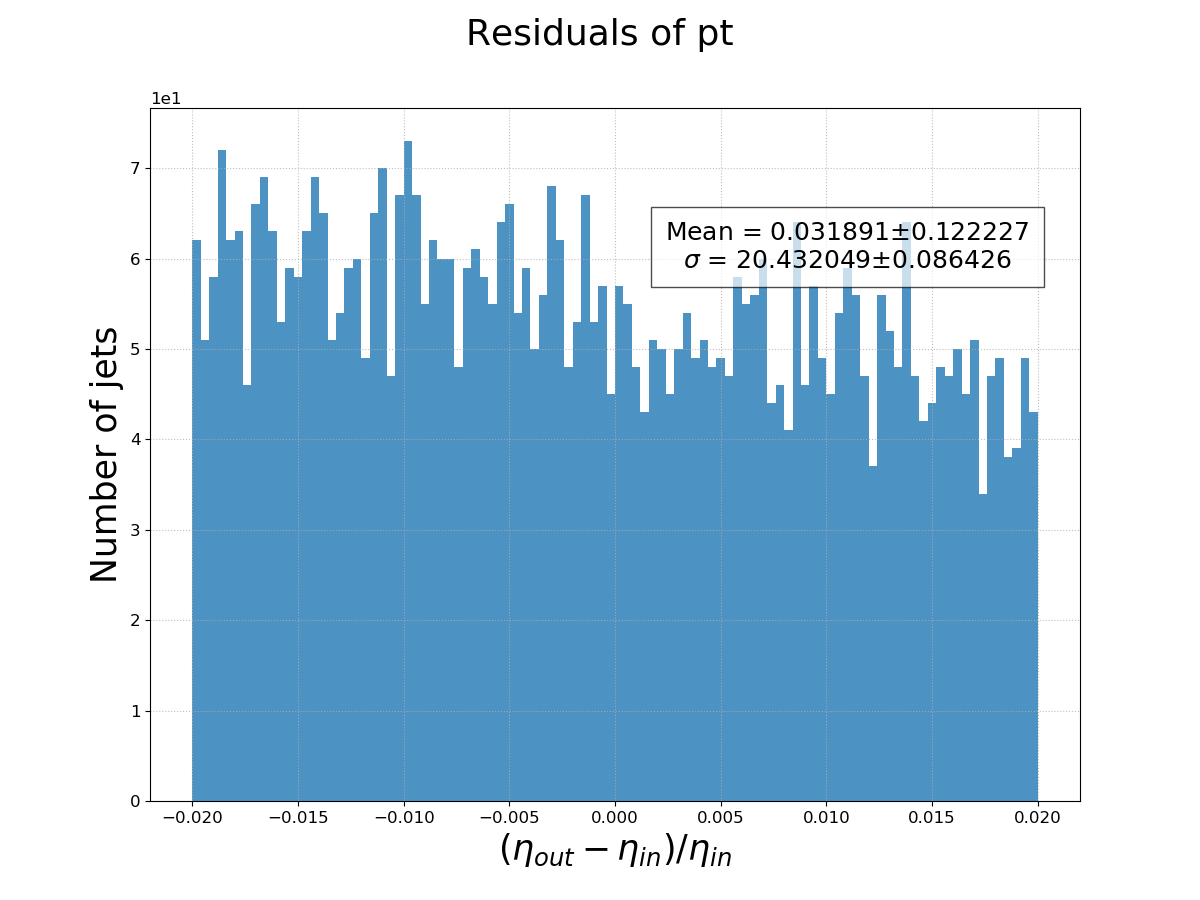 Residuals of pt
1e1
7
6
5
4
3
2
1
0
Number of jets
Mean = 0.031891±0.122227
σ = 20.432049±0.086426
−0.020 −0.015 −0.010 −0.005 0.000 0.005 0.010 0.015 0.020
(η_out − η_in)/η_in